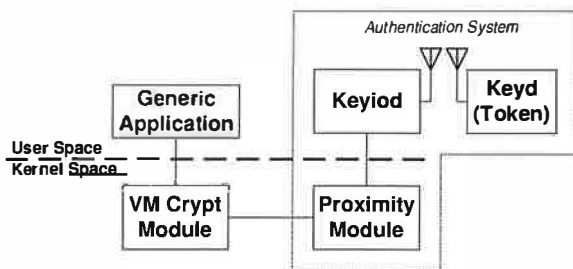 Authentication System
Generic
Application
Keyiod
Keyd
(Token)
User Space
Kernel Space
VM Crypt
Module
Proximity
Module